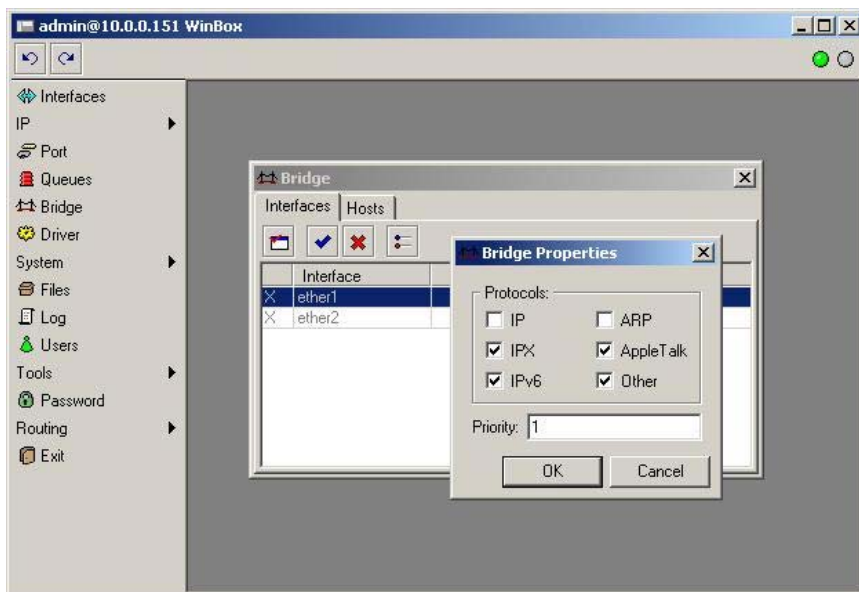 admin@10.0.0.151 WinBox
Interfaces
IP
Port
Queues
Bridge
Driver
System
Files
Log
Users
Tools
Password
Routing
Exit
Bridge
Interfaces Hosts
Interface
X ether1
X ether2
Bridge Properties
Protocols:
IP ARP
IPX AppleTalk
IPv6 Other
Priority: 1
OK Cancel